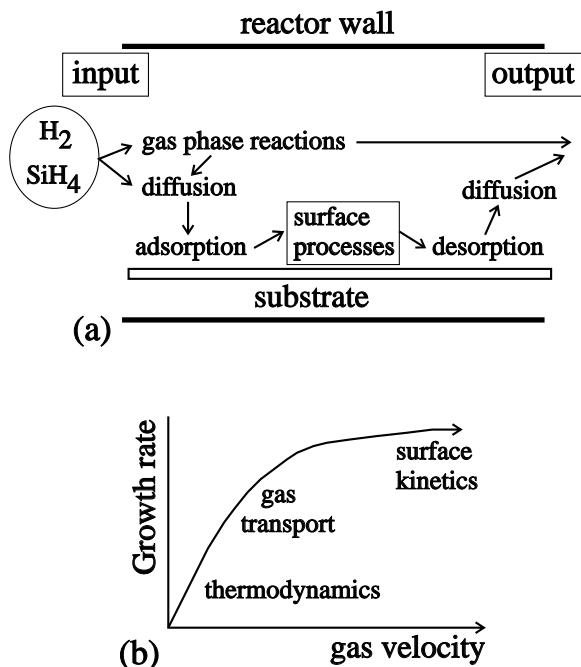 reactor wall
input
output
H2
SiH4
gas phase reactions
diffusion
diffusion
adsorption
surface
processes
desorption
substrate
(a)
Growth rate
surface
kinetics
gas
transport
thermodynamics
(b)
gas velocity